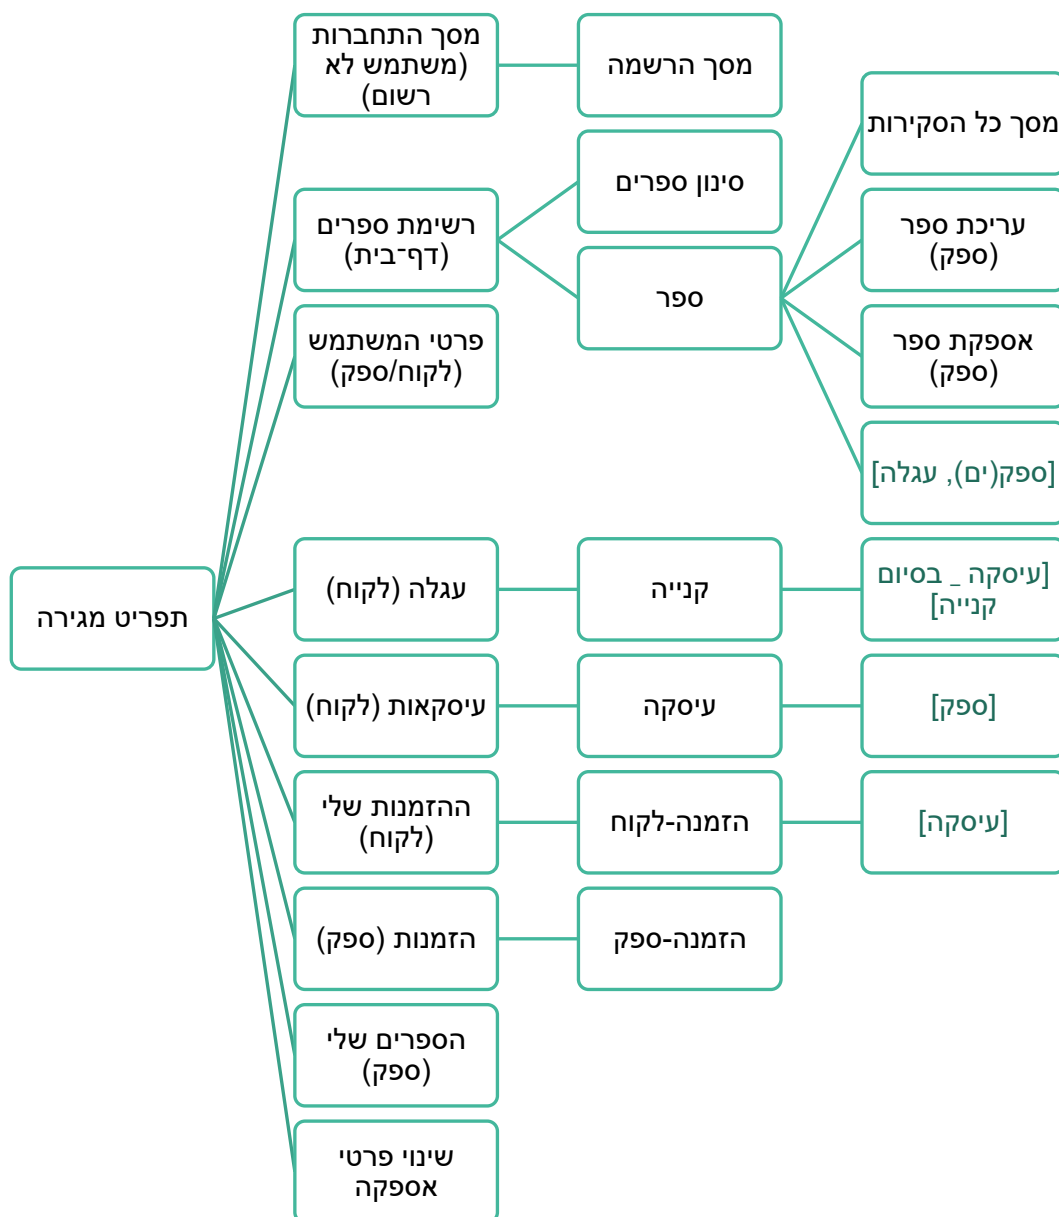 תפריט מגירה
מסך התחברות
(משתמש לא
רשום)
מסך הרשמה
רשימת ספרים
(דף־בית)
סינון ספרים
ספר
מסך כל הסקירות
עריכת ספר
(ספק)
אספקת ספר
(ספק)
[ספק(ים), עגלה]
פרטי המשתמש
(לקוח/ספק)
עגלה (לקוח)
קנייה
[עיסקה _ בסיום
קנייה]
עיסקאות (לקוח)
עיסקה
[ספק]
ההזמנות שלי
(לקוח)
הזמנה-לקוח
[עיסקה]
הזמנות (ספק)
הזמנה-ספק
הספרים שלי
(ספק)
שינוי פרטי
אספקה